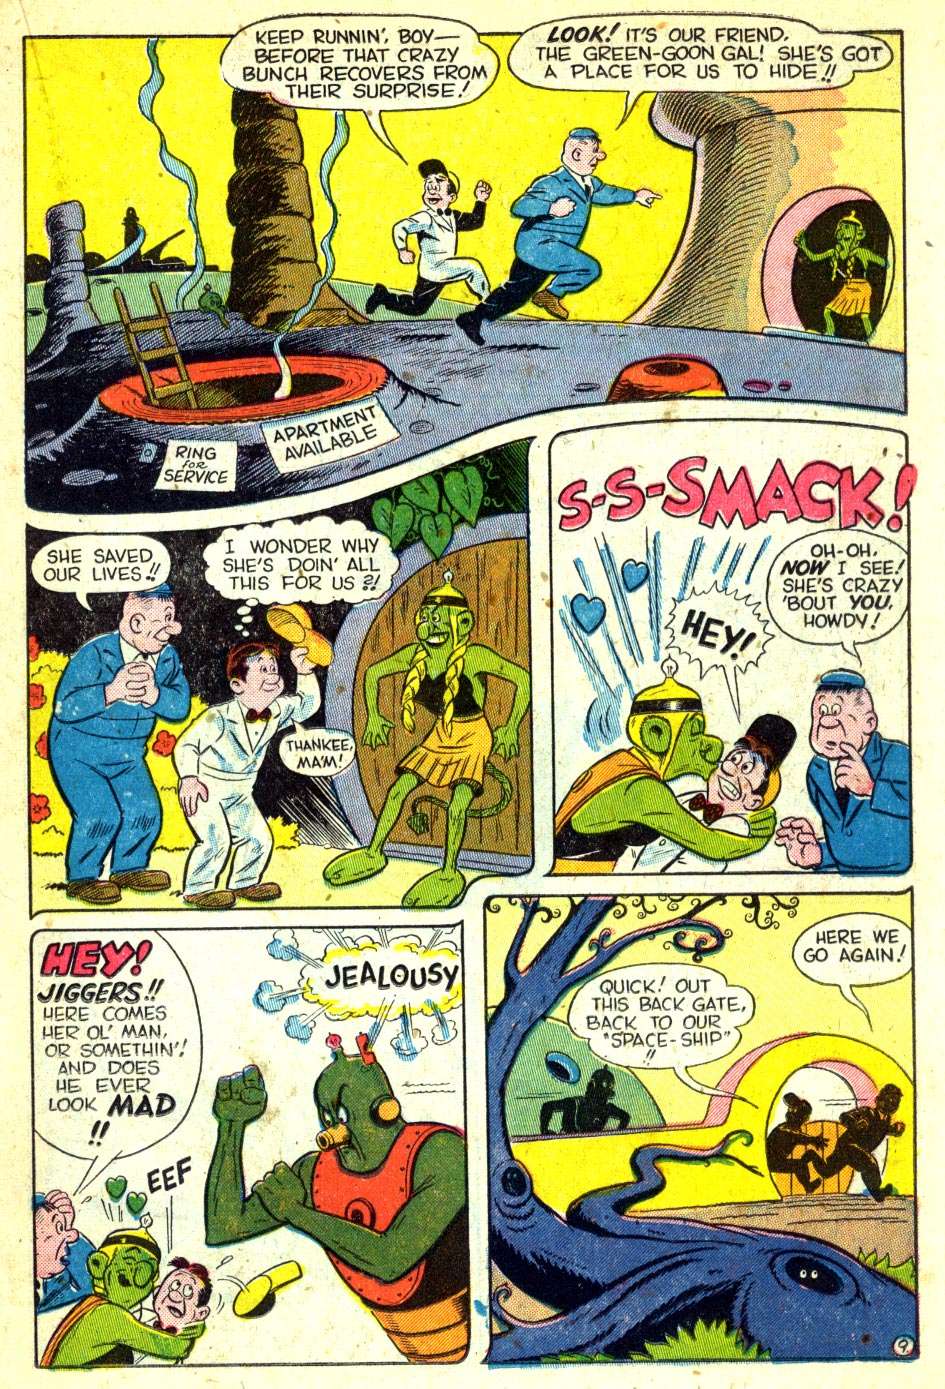 KEEP RUNNIN', BOY—
BEFORE THAT CRAZY
BUNCH RECOVERS FROM
THEIR SURPRISE!
LOOK! IT'S OUR FRIEND,
THE GREEN-GOON GAL! SHE'S GOT
A PLACE FOR US TO HIDE!!
RING
for
SERVICE
APARTMENT
AVAILABLE
SHE SAVED
OUR LIVES!!
I WONDER WHY
SHE'S DOIN' ALL
THIS FOR US?!
THANKEE,
MA'M!
S-S-SMACK!
HEY!
OH-OH,
NOW I SEE!
SHE'S CRAZY
'BOUT YOU,
HOWDY!
HEY!
JIGGERS!!
HERE COMES
HER OL' MAN,
OR SOMETHIN'!
AND DOES
HE EVER
LOOK MAD
!!
JEALOUSY
EEF
QUICK! OUT
THIS BACK GATE,
BACK TO OUR
"SPACE-SHIP"
!!
HERE WE
GO AGAIN!
9